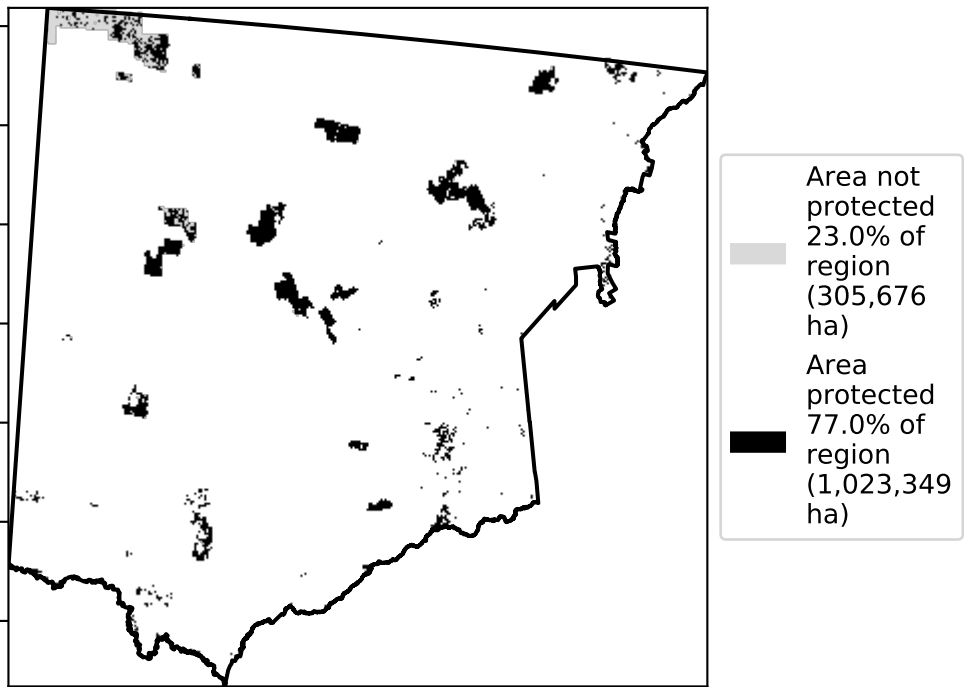 Area not
protected
23.0% of
region
(305,676
ha)
Area
protected
77.0% of
region
(1,023,349
ha)